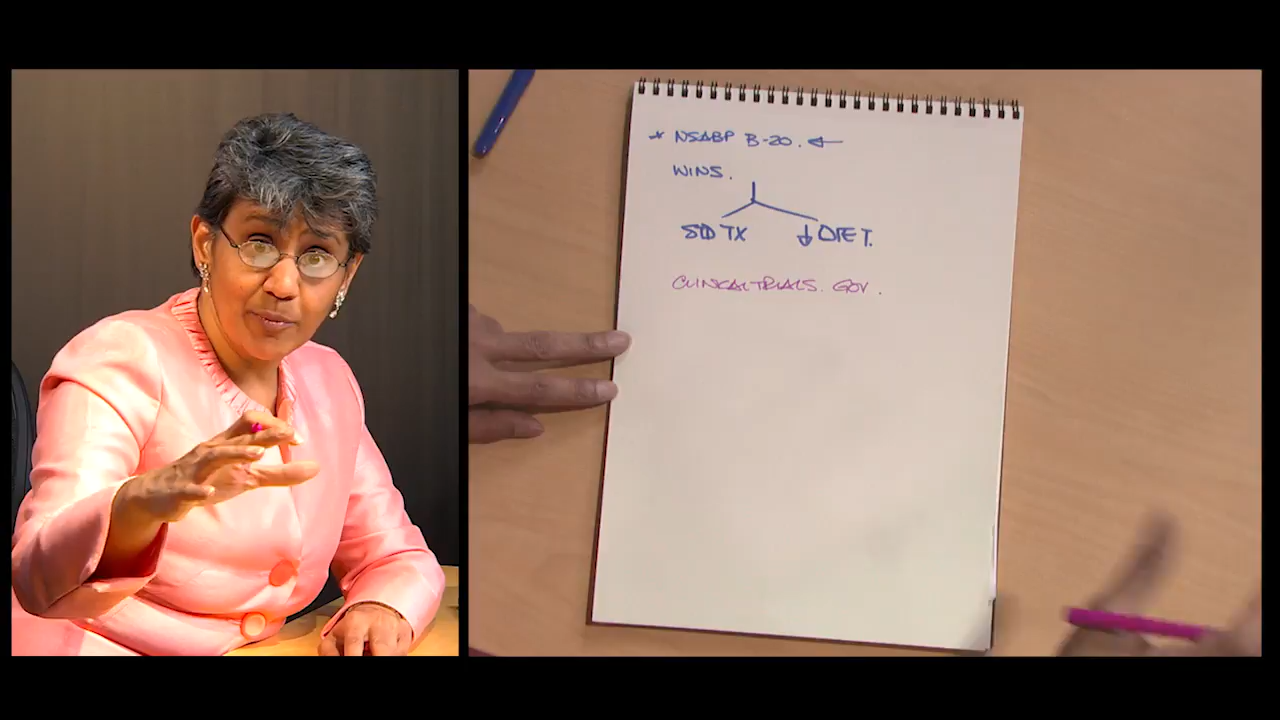 * NSABP B-20. ←
WINS.
STD TX ↓ DIET.
CLINICALTRIALS. GOV.